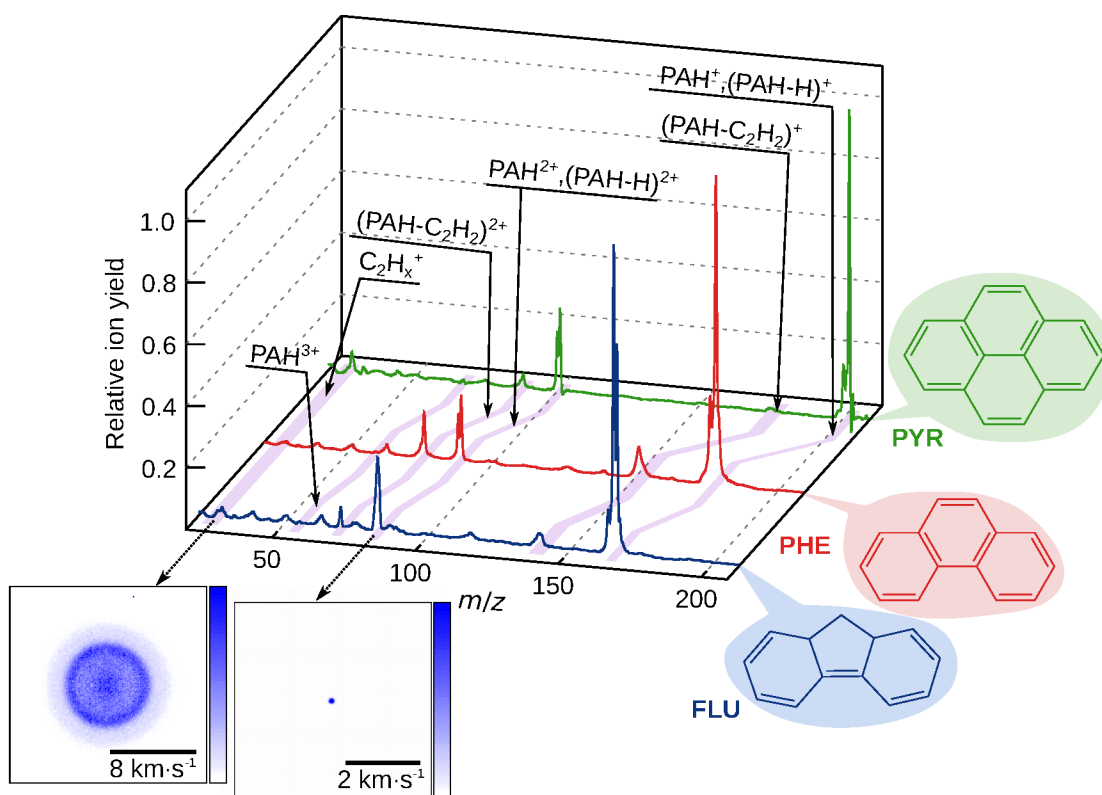 PAH⁺,(PAH-H)⁺
(PAH-C₂H₂)⁺
PAH²⁺,(PAH-H)²⁺
(PAH-C₂H₂)²⁺
C₂Hₓ⁺
PAH³⁺
Relative ion yield
1.0
0.8
0.6
0.4
0.2
50
100
150
200
m/z
PYR
PHE
FLU
8 km·s⁻¹
2 km·s⁻¹